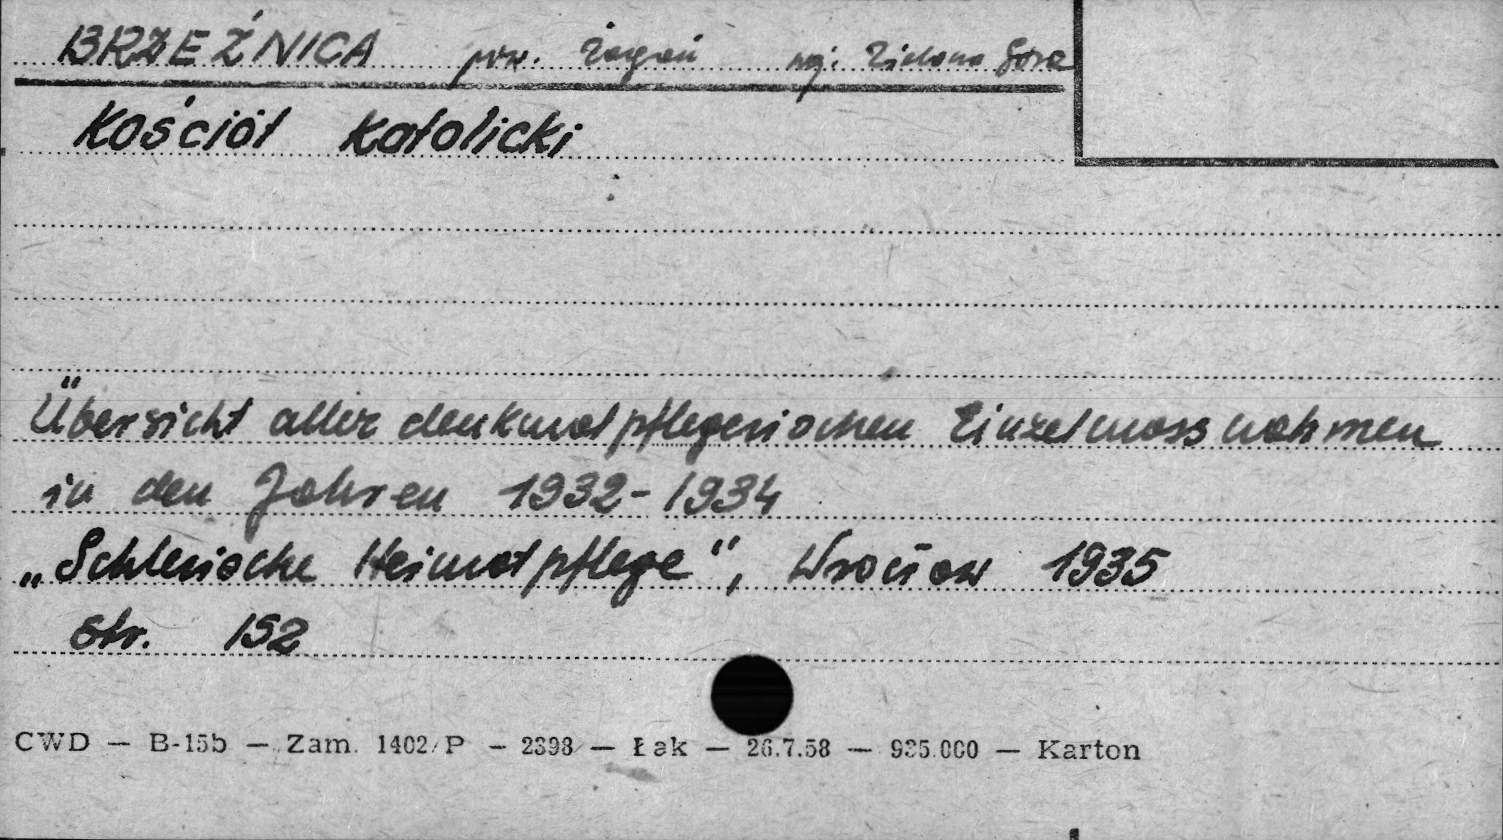 BRZEŹNICA pow. Żagań woj. Zielona Góra
Kościół Katolicki
Übersicht aller denkmalpflegerischen Einzelmassnahmen
in den Jahren 1932-1934
„Schlesische Heimatpflege", Wrocław 1935
str. 152
CWD — B-15b — Zam. 1402/P — 2398 — Łak — 26.7.58 — 935.000 — Karton